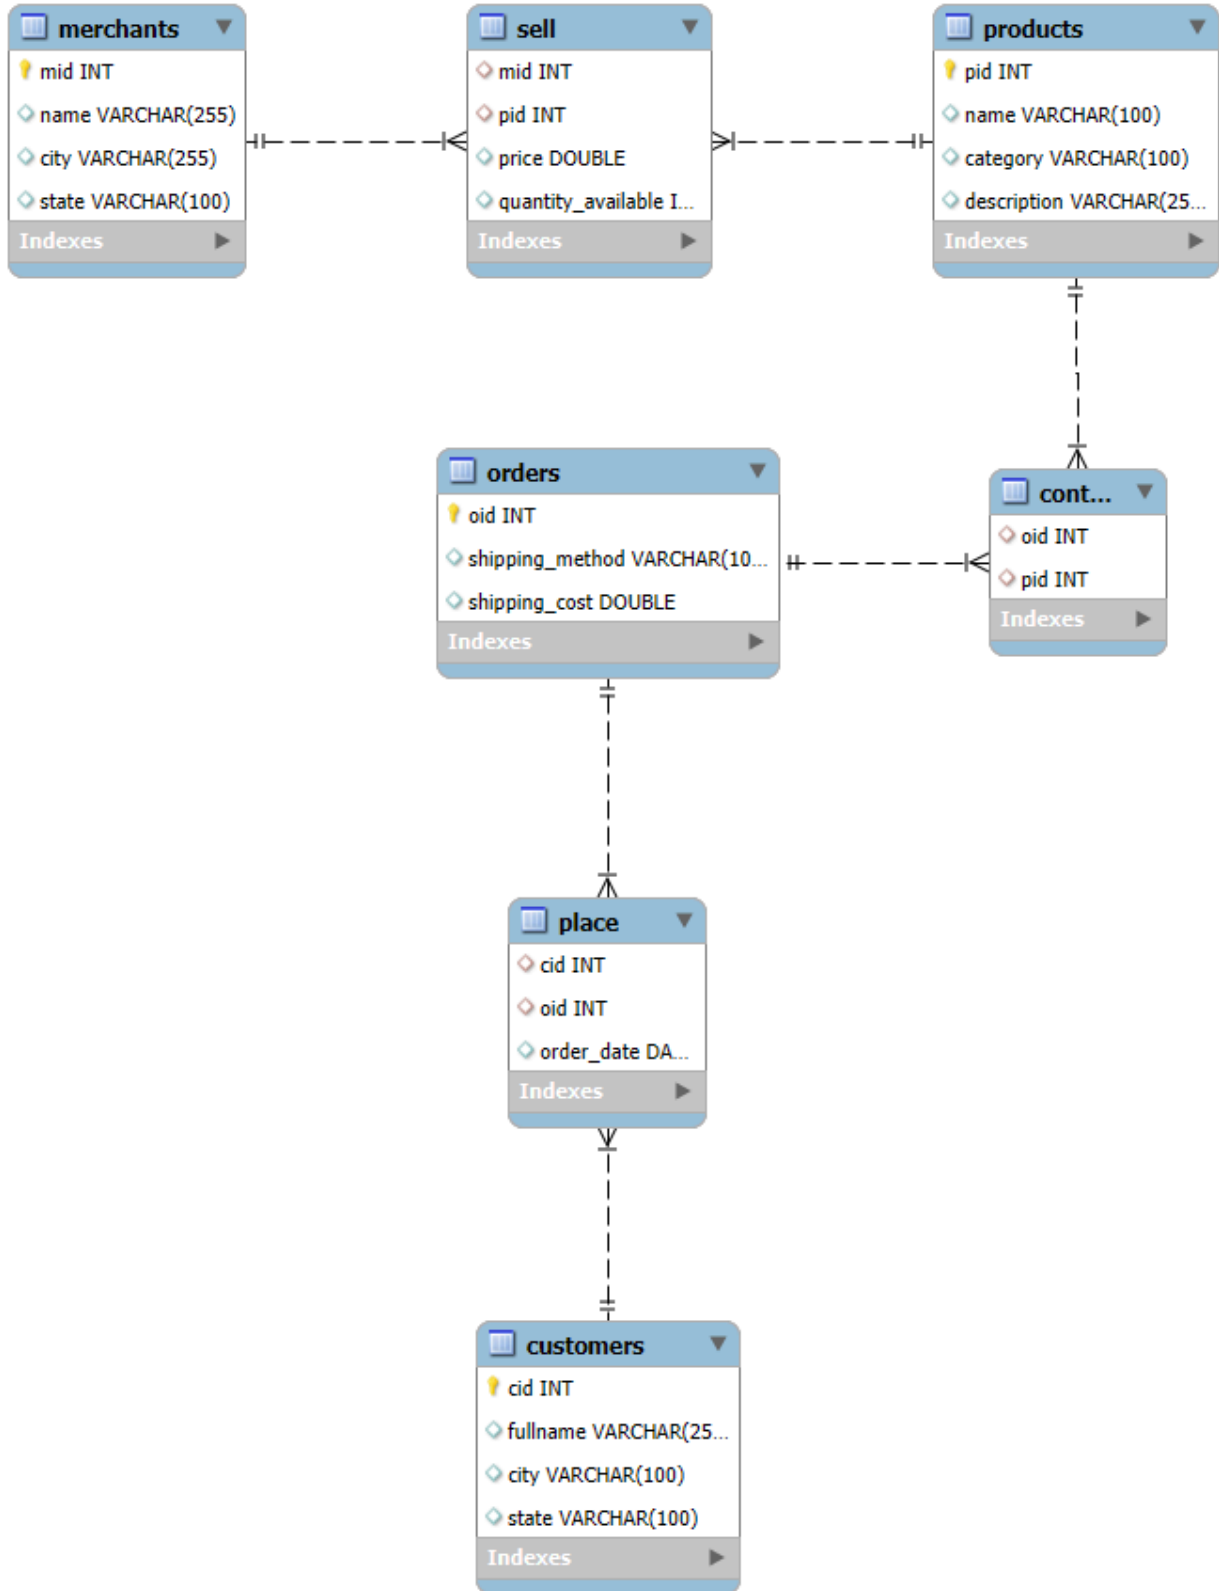 merchants
mid INT
name VARCHAR(255)
city VARCHAR(255)
state VARCHAR(100)
Indexes
sell
mid INT
pid INT
price DOUBLE
quantity_available I...
Indexes
products
pid INT
name VARCHAR(100)
category VARCHAR(100)
description VARCHAR(25...
Indexes
orders
oid INT
shipping_method VARCHAR(10...
shipping_cost DOUBLE
Indexes
cont...
oid INT
pid INT
Indexes
place
cid INT
oid INT
order_date DA...
Indexes
customers
cid INT
fullname VARCHAR(25...
city VARCHAR(100)
state VARCHAR(100)
Indexes